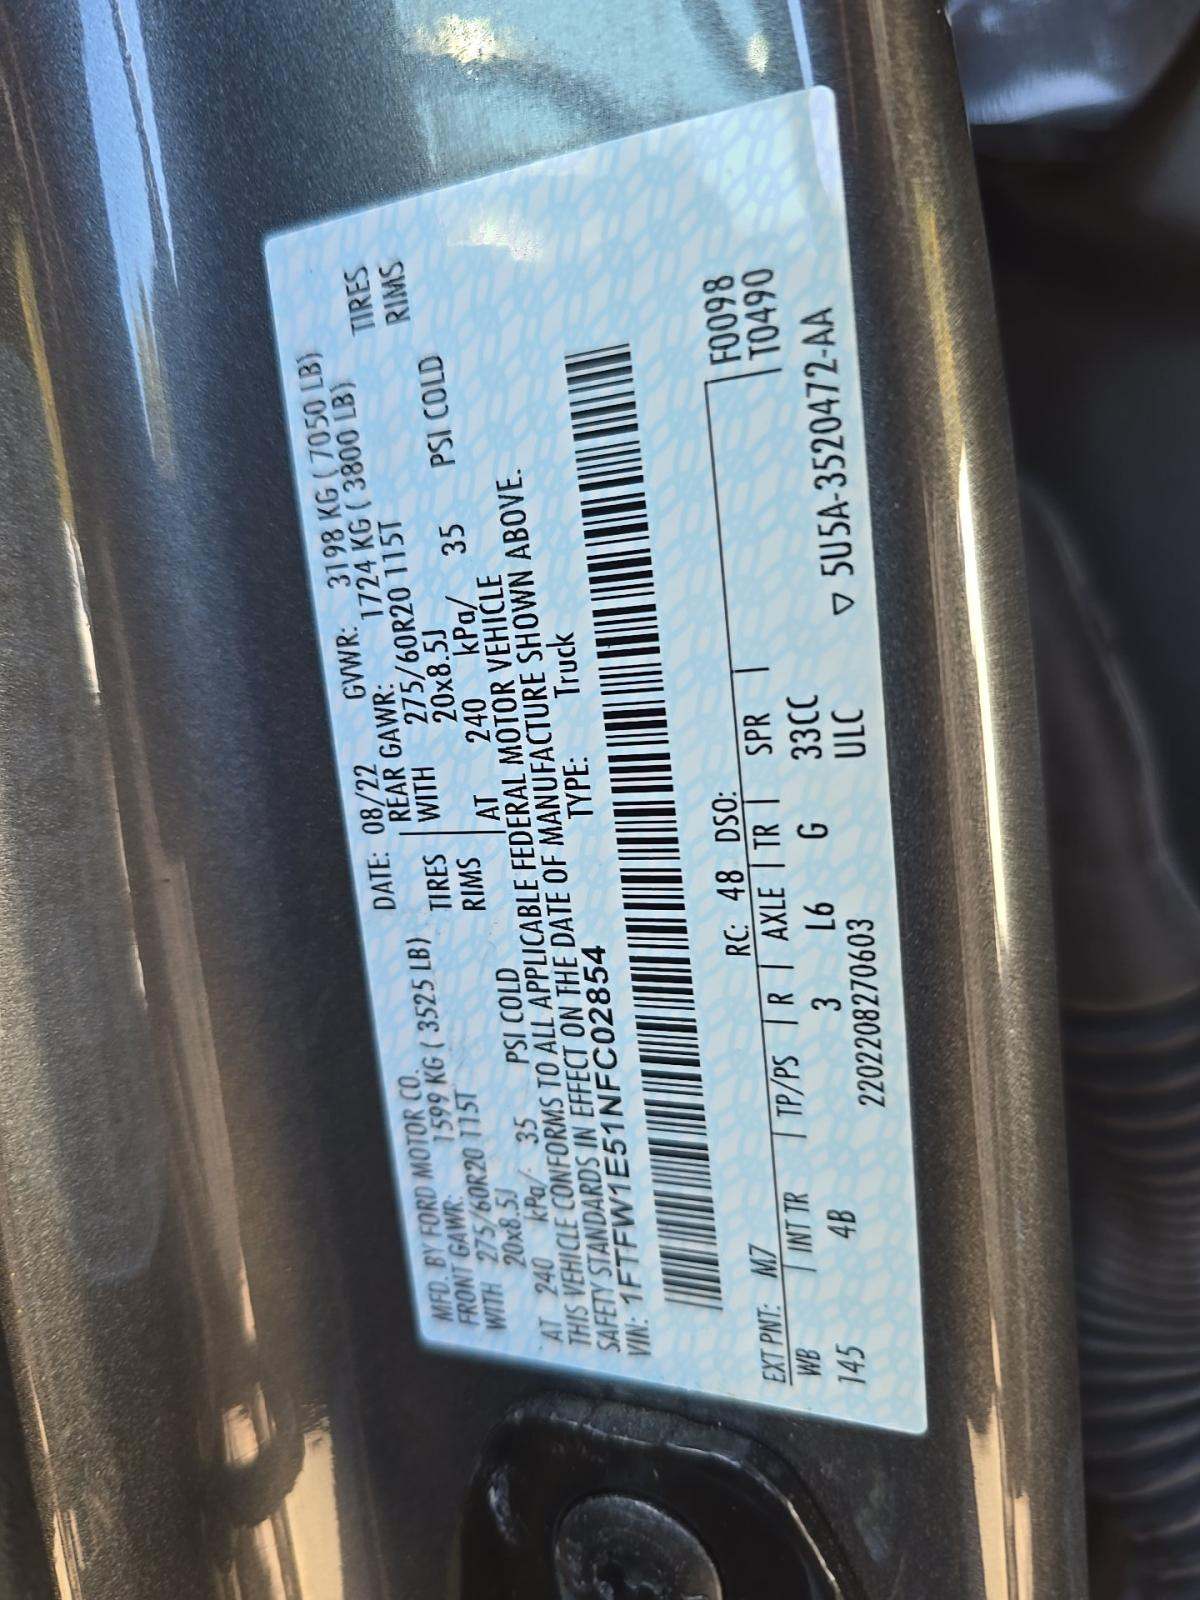 MFD. BY FORD MOTOR CO. DATE: 08/22 GVWR: 3198 KG ( 7050 LB)
FRONT GAWR: 1599 KG ( 3525 LB) REAR GAWR: 1724 KG ( 3800 LB)
WITH 275/60R20 115T TIRES WITH 275/60R20 115T TIRES
20x8.5J RIMS 20x8.5J RIMS
AT 240 kPa/ 35 PSI COLD AT 240 kPa/ 35 PSI COLD
THIS VEHICLE CONFORMS TO ALL APPLICABLE FEDERAL MOTOR VEHICLE
SAFETY STANDARDS IN EFFECT ON THE DATE OF MANUFACTURE SHOWN ABOVE.
VIN: 1FTFW1E51NFC02854 TYPE: Truck
F0098
EXT PNT: M7 RC: 48 DSO: T0490
WB INT TR TP/PS R AXLE TR SPR
145 4B 3 L6 G 33CC ▽ 5U5A-3520472-AA
220220827060​3 ULC